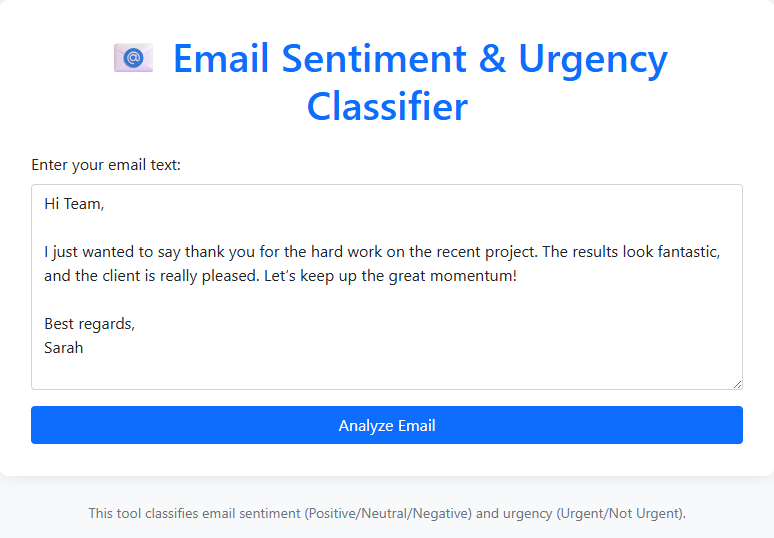 Email Sentiment & Urgency
Classifier
Enter your email text:
Hi Team,
I just wanted to say thank you for the hard work on the recent project. The results look fantastic,
and the client is really pleased. Let’s keep up the great momentum!
Best regards,
Sarah
Analyze Email
This tool classifies email sentiment (Positive/Neutral/Negative) and urgency (Urgent/Not Urgent).